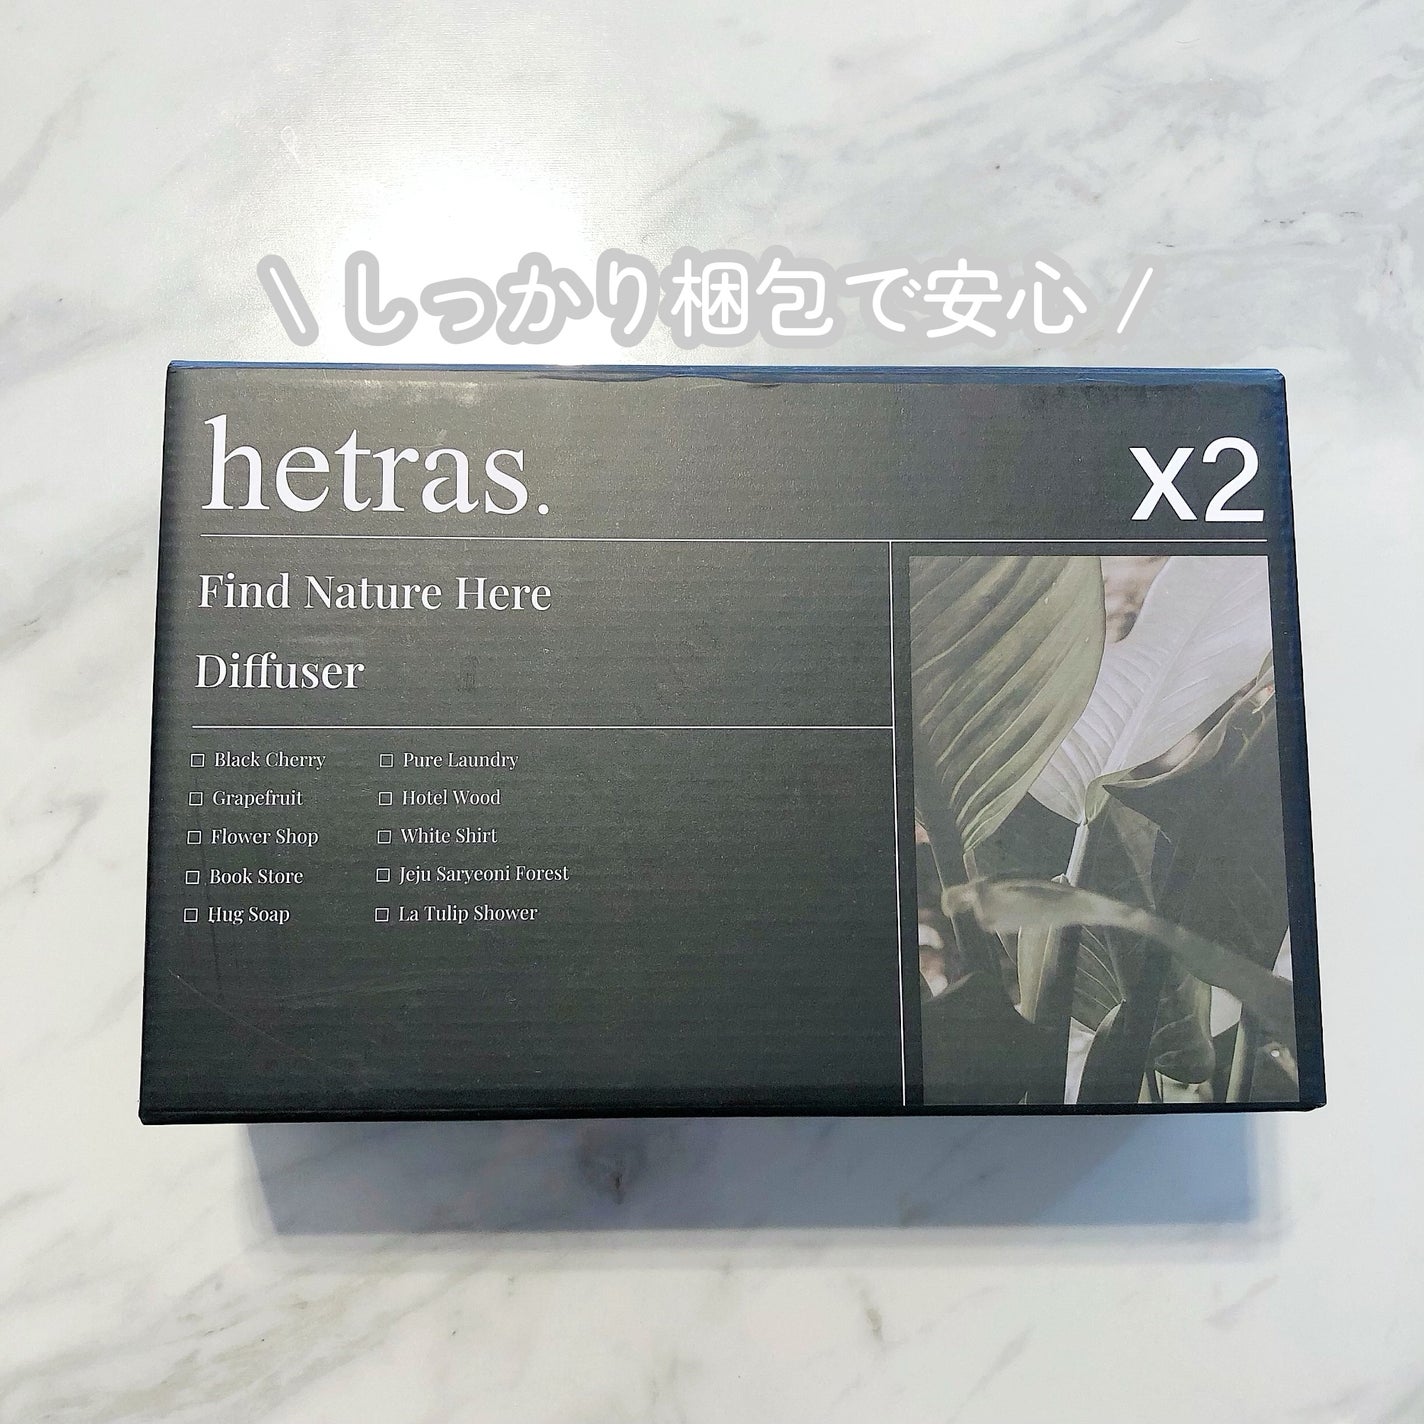 \ しっかり梱包で安心 /
hetras.
x2
Find Nature Here
Diffuser
☐ Black Cherry
☐ Grapefruit
☐ Flower Shop
☐ Book Store
☐ Hug Soap
☐ Pure Laundry
☐ Hotel Wood
☐ White Shirt
☐ Jeju Saryeoni Forest
☐ La Tulip Shower